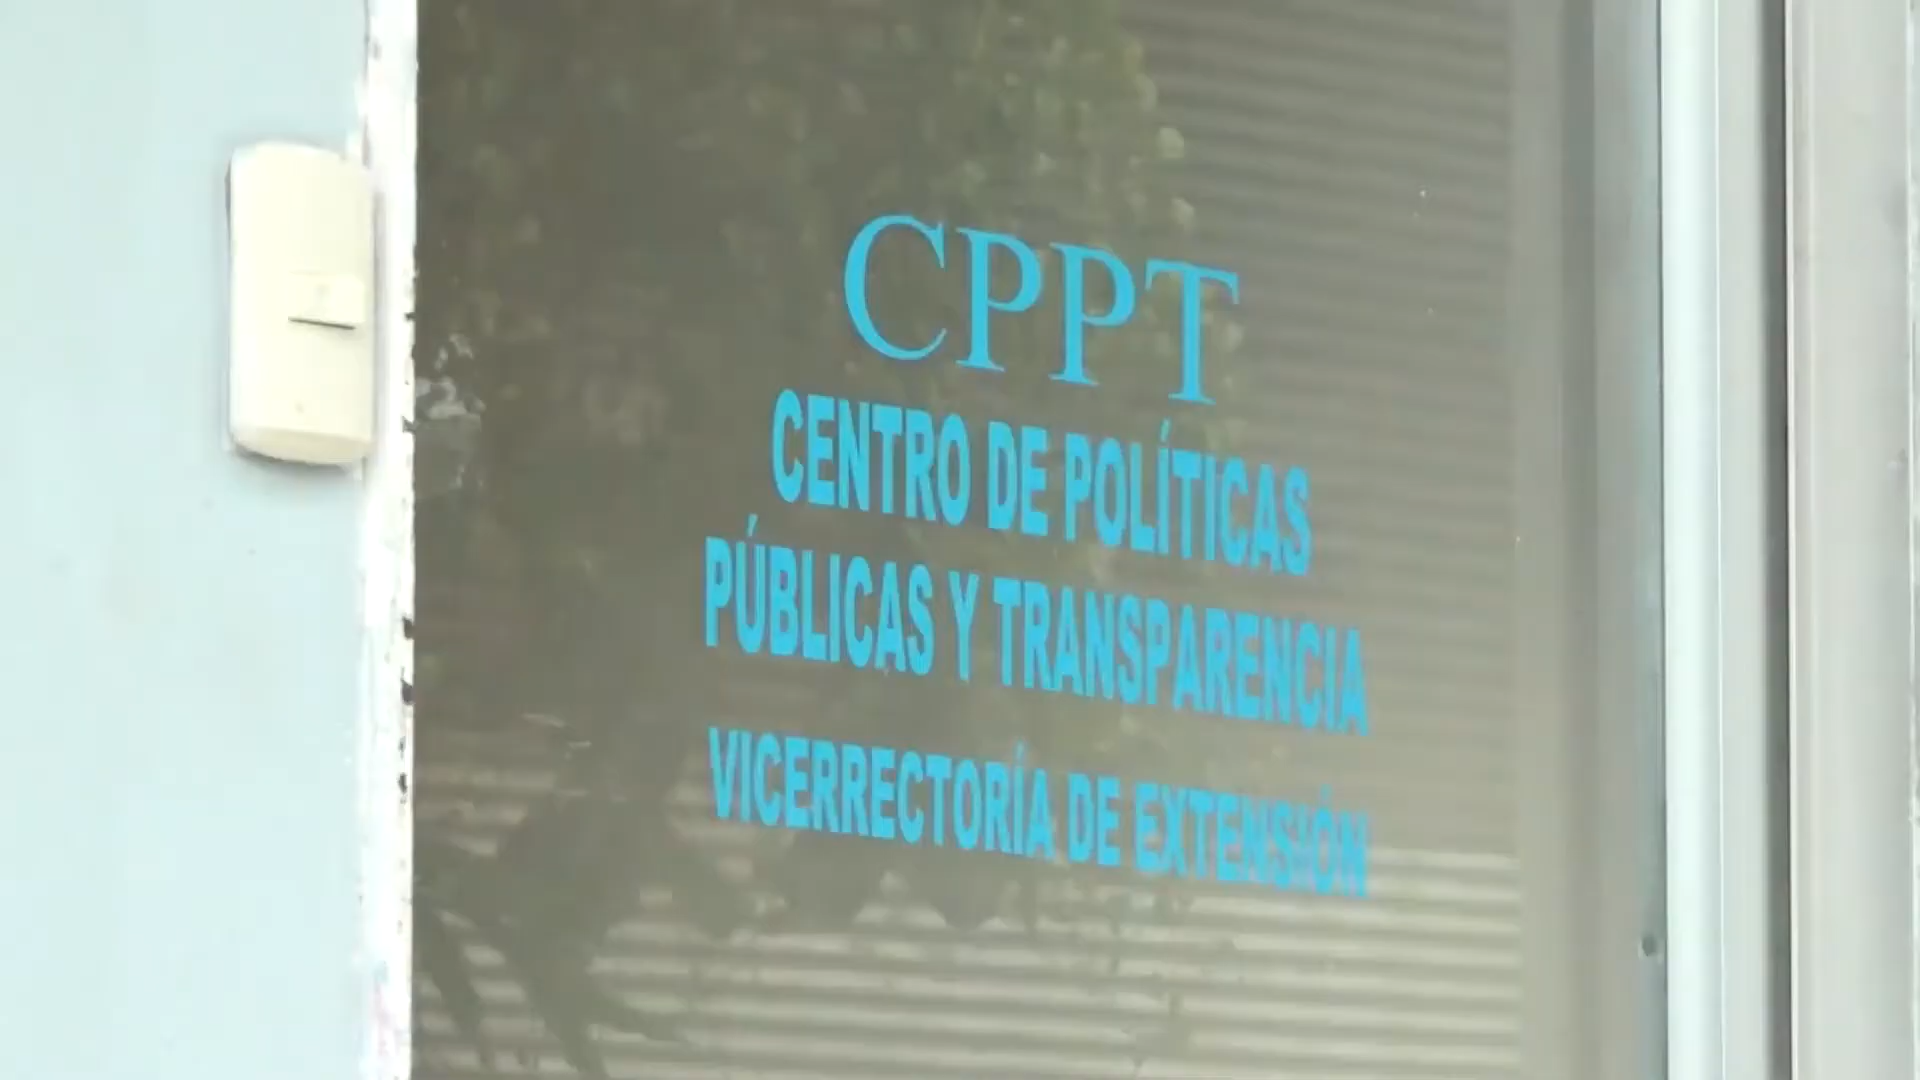 CPPT
CENTRO DE POLÍTICAS
PÚBLICAS Y TRANSPARENCIA
VICERRECTORÍA DE EXTENSIÓN